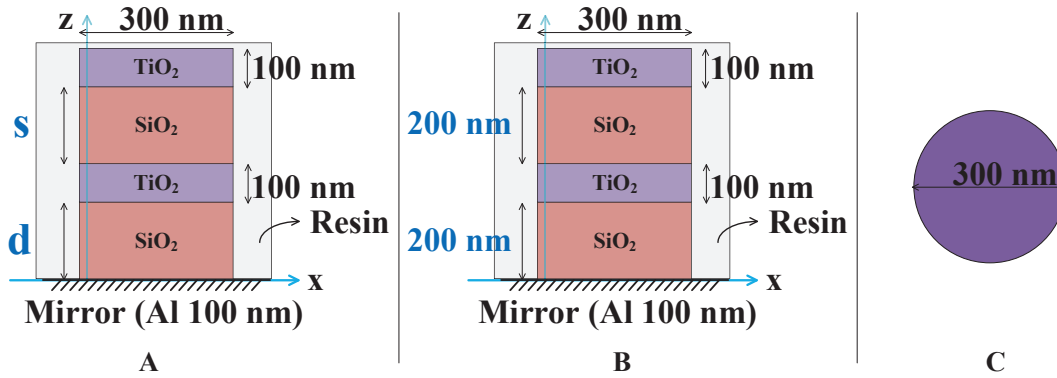 z 300 nm
TiO₂ 100 nm
s SiO₂
TiO₂ 100 nm
Resin
d SiO₂
x
Mirror (Al 100 nm)
A
z 300 nm
TiO₂ 100 nm
200 nm SiO₂
TiO₂ 100 nm
Resin
200 nm SiO₂
x
Mirror (Al 100 nm)
B
300 nm
C